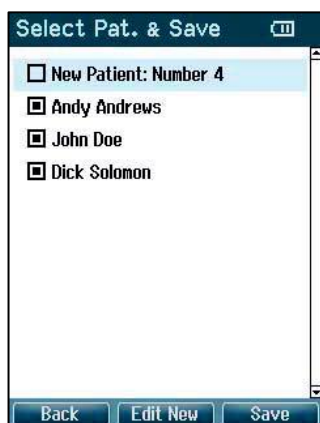 Select Pat. & Save
New Patient: Number 4
Andy Andrews
John Doe
Dick Solomon
Back Edit New Save